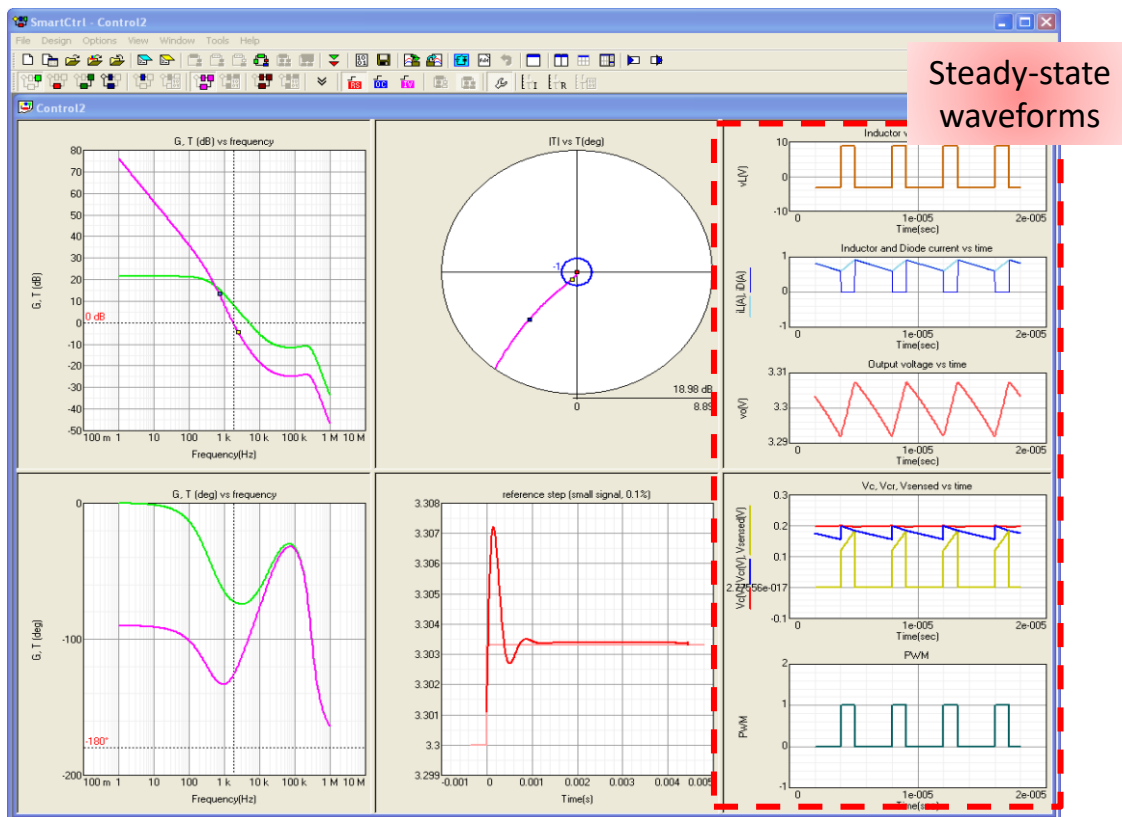 SmartCtrl - Control2
File Design Options View Window Tools Help
Steady-state
waveforms
Control2
G, T (dB) vs frequency
G, T (dB)
80
70
60
50
40
30
20
10
0 dB
0
-10
-20
-30
-40
-50
100 m 1 10 100 1 k 10 k 100 k 1 M 10 M
Frequency(Hz)
|T| vs T(deg)
-1
18.98 dB
0
8.89
Inductor v
vL(V)
10
0
-10
0 1e-005 2e-005
Time(sec)
Inductor and Diode current vs time
iL(A), iD(A)
1
0
-1
0 1e-005 2e-005
Time(sec)
Output voltage vs time
vo(V)
3.31
3.3
3.29
0 1e-005 2e-005
Time(sec)
G, T (deg) vs frequency
G, T (deg)
0
-100
-180°
-200
100 m 1 10 100 1 k 10 k 100 k 1 M 10 M
Frequency(Hz)
reference step (small signal, 0.1%)
3.308
3.307
3.306
3.305
3.304
3.303
3.302
3.301
3.3
3.299
-0.001 0 0.001 0.002 0.003 0.004 0.005
Time(s)
Vc, Vcr, Vsensed vs time
Vc(V), Vcr(V), Vsensed(V)
0.3
0.2
0.1
-0.1
0 1e-005 2e-005
Time(sec)
PWM
PWM
2
1
0
-1
0 1e-005 2e-005
Time(sec)